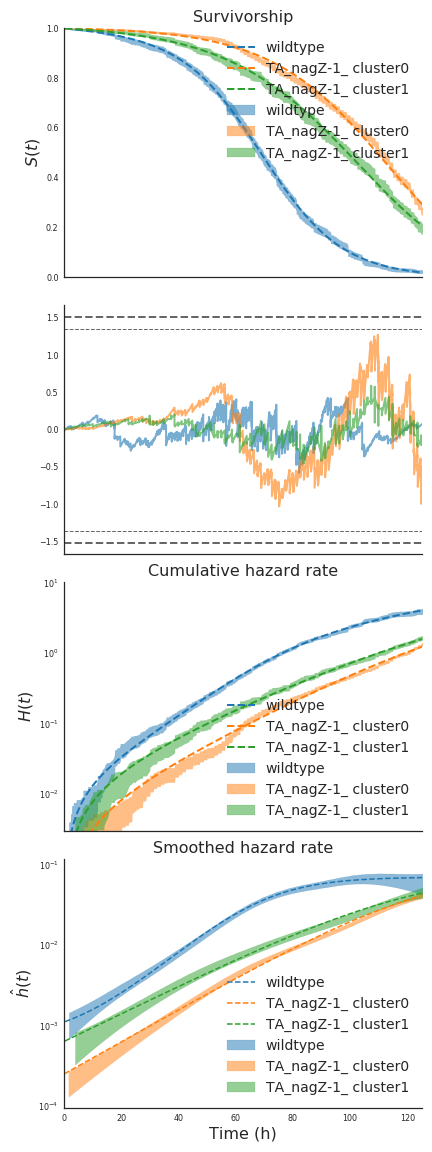 Survivorship
1.0
0.8
0.6
0.4
0.2
0.0
S(t)
wildtype
TA_nagZ-1_ cluster0
TA_nagZ-1_ cluster1
wildtype
TA_nagZ-1_ cluster0
TA_nagZ-1_ cluster1
1.5
1.0
0.5
0.0
−0.5
−1.0
−1.5
Cumulative hazard rate
10¹
10⁰
10⁻¹
10⁻²
H(t)
wildtype
TA_nagZ-1_ cluster0
TA_nagZ-1_ cluster1
wildtype
TA_nagZ-1_ cluster0
TA_nagZ-1_ cluster1
Smoothed hazard rate
10⁻¹
10⁻²
10⁻³
10⁻⁴
ĥ(t)
wildtype
TA_nagZ-1_ cluster0
TA_nagZ-1_ cluster1
wildtype
TA_nagZ-1_ cluster0
TA_nagZ-1_ cluster1
0 20 40 60 80 100 120
Time (h)